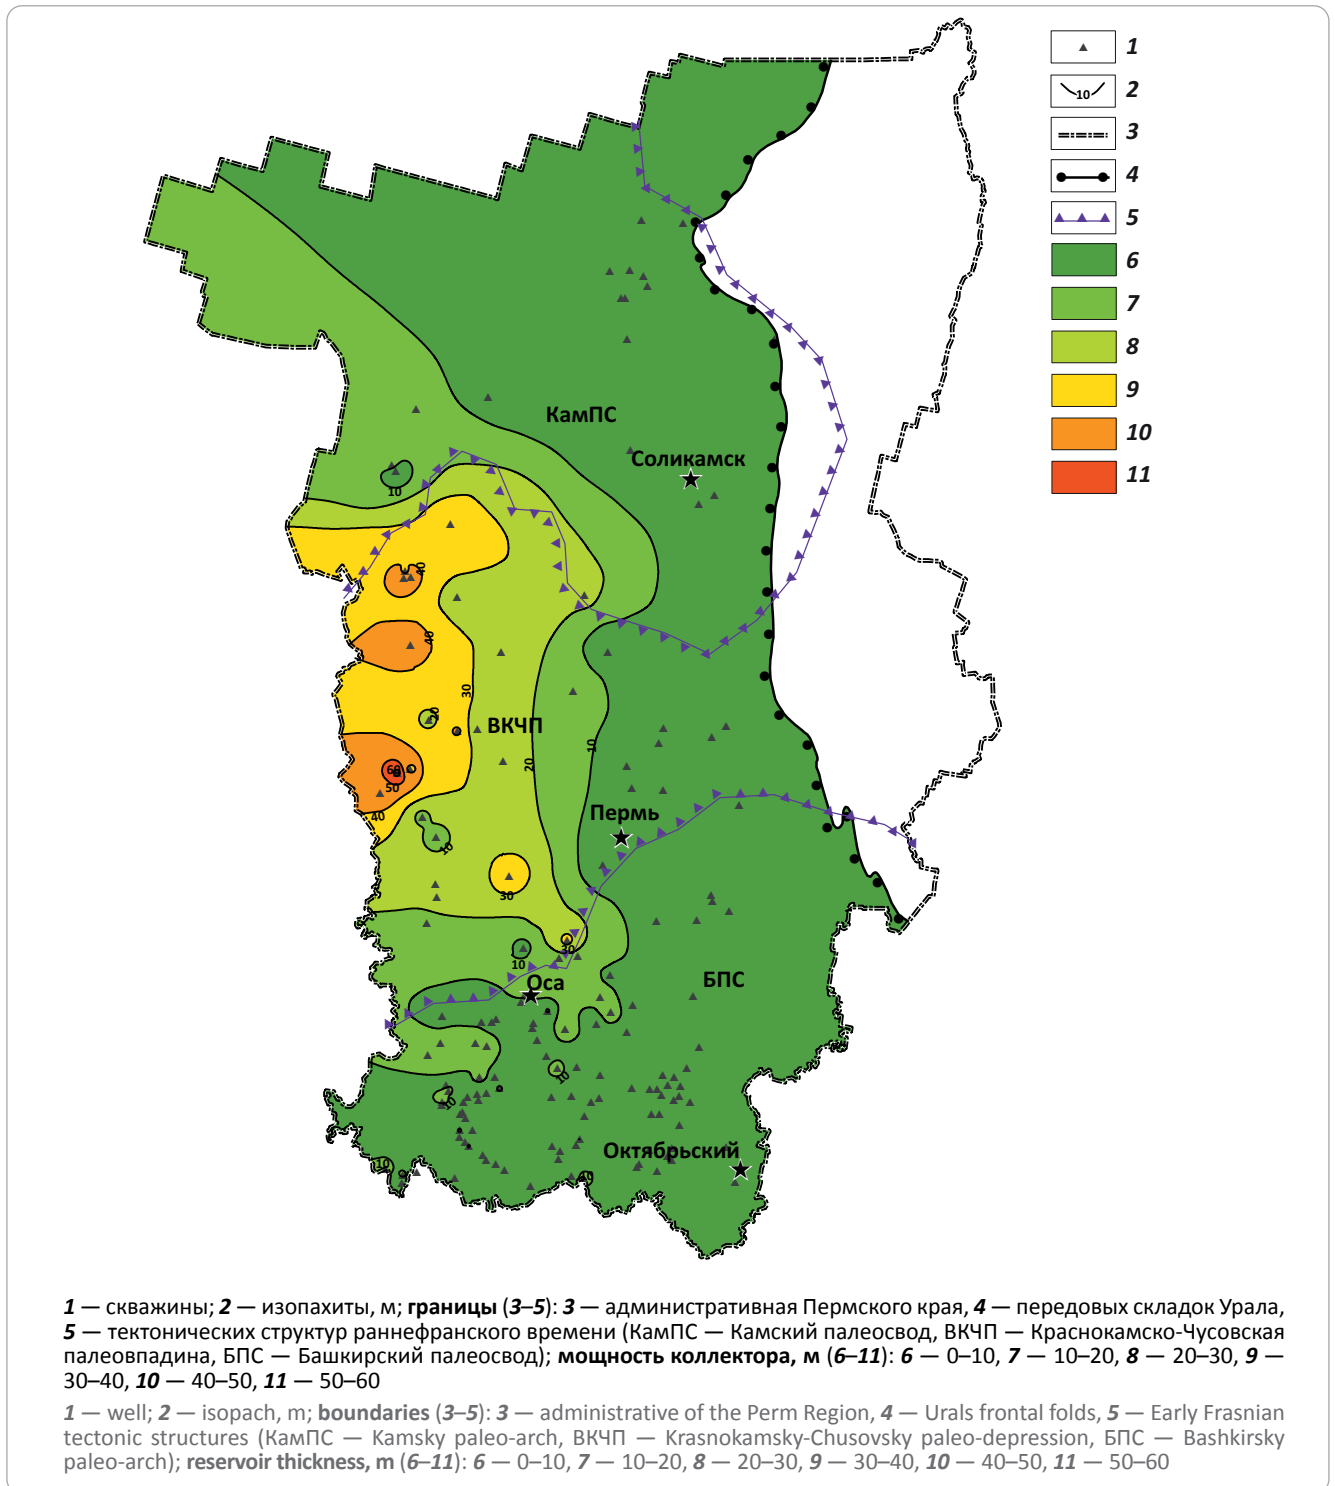 1
2
10
3
4
5
6
7
8
9
10
11
КамПС
Соликамск
10
40
40
30
20
ВКЧП
20
10
60
50
40
Пермь
10
30
30
10
Оса
БПС
10
10
Октябрьский
10
10
1 — скважины; 2 — изопахиты, м; границы (3–5): 3 — административная Пермского края, 4 — передовых складок Урала,
5 — тектонических структур раннефранского времени (КамПС — Камский палеосвод, ВКЧП — Краснокамско-Чусовская
палеовпадина, БПС — Башкирский палеосвод); мощность коллектора, м (6–11): 6 — 0–10, 7 — 10–20, 8 — 20–30, 9 —
30–40, 10 — 40–50, 11 — 50–60
1 — well; 2 — isopach, m; boundaries (3–5): 3 — administrative of the Perm Region, 4 — Urals frontal folds, 5 — Early Frasnian
tectonic structures (КамПС — Kamsky paleo-arch, ВКЧП — Krasnokamsky-Chusovsky paleo-depression, БПС — Bashkirsky
paleo-arch); reservoir thickness, m (6–11): 6 — 0–10, 7 — 10–20, 8 — 20–30, 9 — 30–40, 10 — 40–50, 11 — 50–60